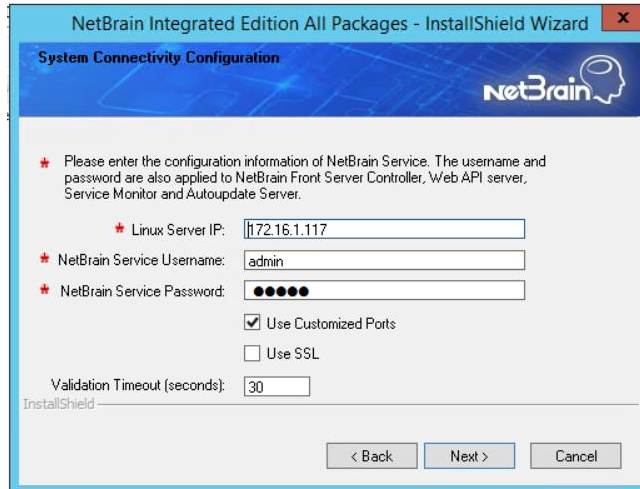 NetBrain Integrated Edition All Packages - InstallShield Wizard x
System Connectivity Configuration
NetBrain
* Please enter the configuration information of NetBrain Service. The username and
password are also applied to NetBrain Front Server Controller, Web API server,
Service Monitor and Autoupdate Server.
* Linux Server IP: 172.16.1.117
* NetBrain Service Username: admin
* NetBrain Service Password: ●●●●●
Use Customized Ports
Use SSL
Validation Timeout (seconds): 30
InstallShield
< Back Next > Cancel